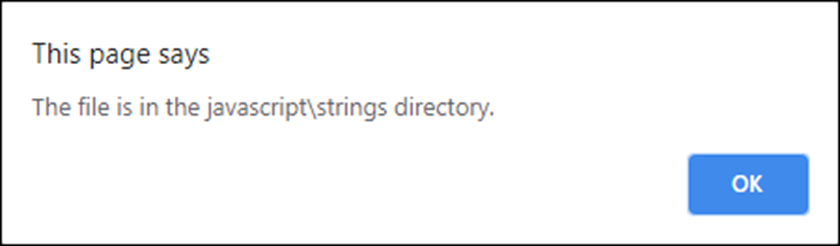 This page says
The file is in the javascript\strings directory.
OK